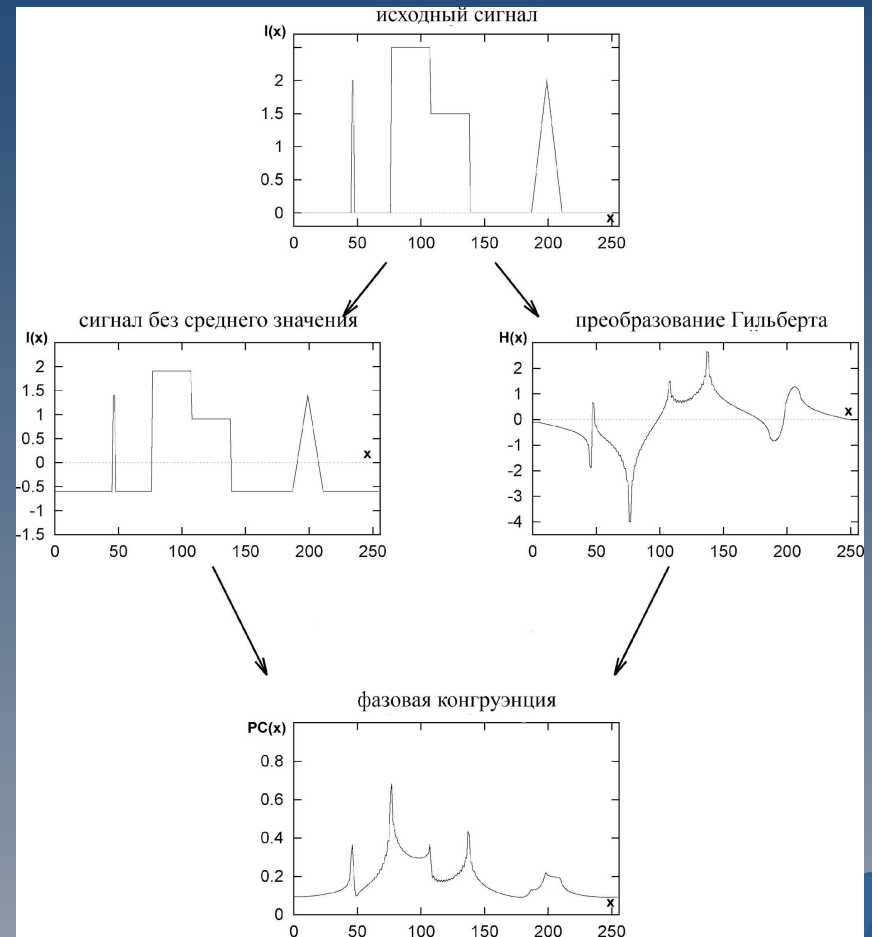 исходный сигнал
I(x)
2
1.5
1
0.5
0
x
0 50 100 150 200 250
сигнал без среднего значения
I(x)
2
1.5
1
0.5
0
-0.5
-1
-1.5
x
0 50 100 150 200 250
преобразование Гильберта
H(x)
2
1
0
-1
-2
-3
-4
x
0 50 100 150 200 250
фазовая конгруэнция
PC(x)
0.8
0.6
0.4
0.2
0
x
0 50 100 150 200 250